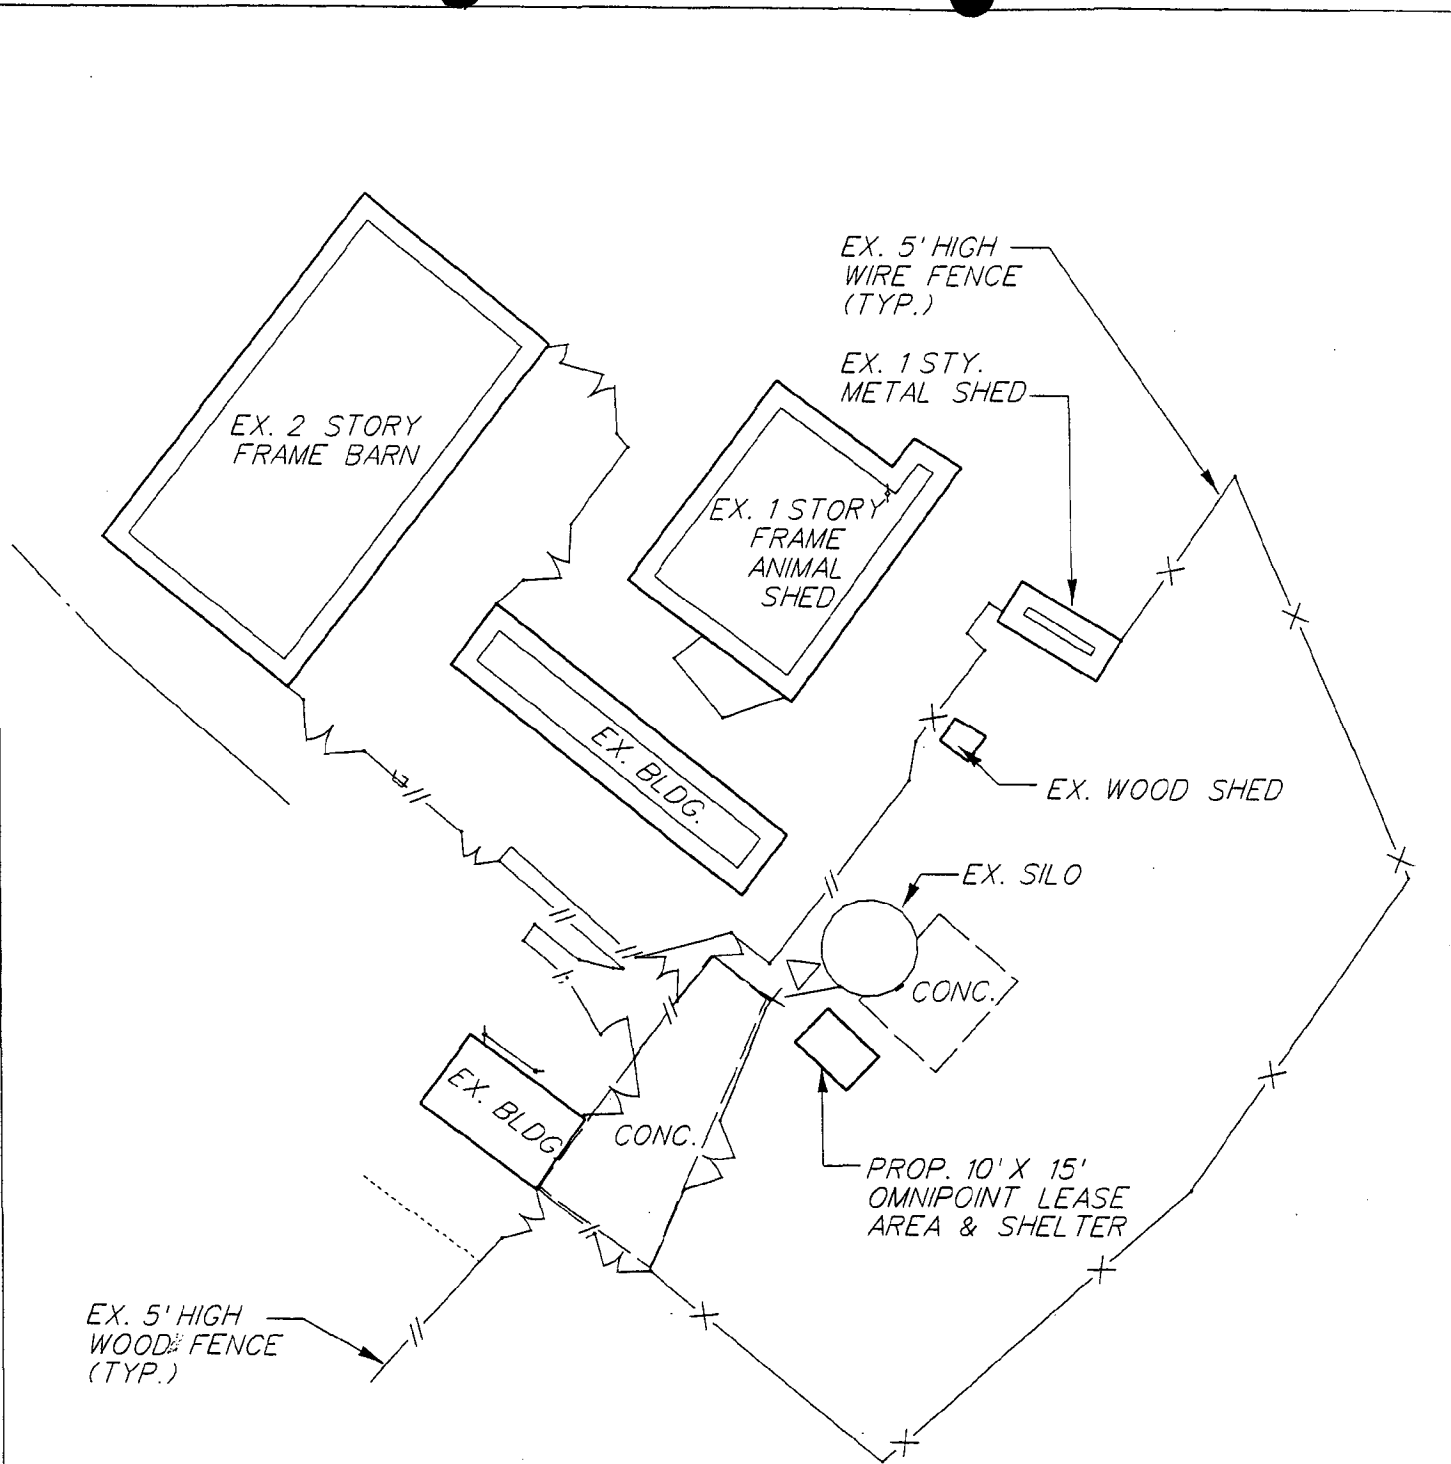 EX. 5' HIGH
WIRE FENCE
(TYP.)
EX. 1 STY.
METAL SHED
EX. 2 STORY
FRAME BARN
EX. 1 STORY
FRAME
ANIMAL
SHED
EX. BLDG.
EX. WOOD SHED
EX. SILO
CONC.
EX. BLDG
CONC.
PROP. 10' X 15'
OMNIPOINT LEASE
AREA & SHELTER
EX. 5' HIGH
WOOD FENCE
(TYP.)